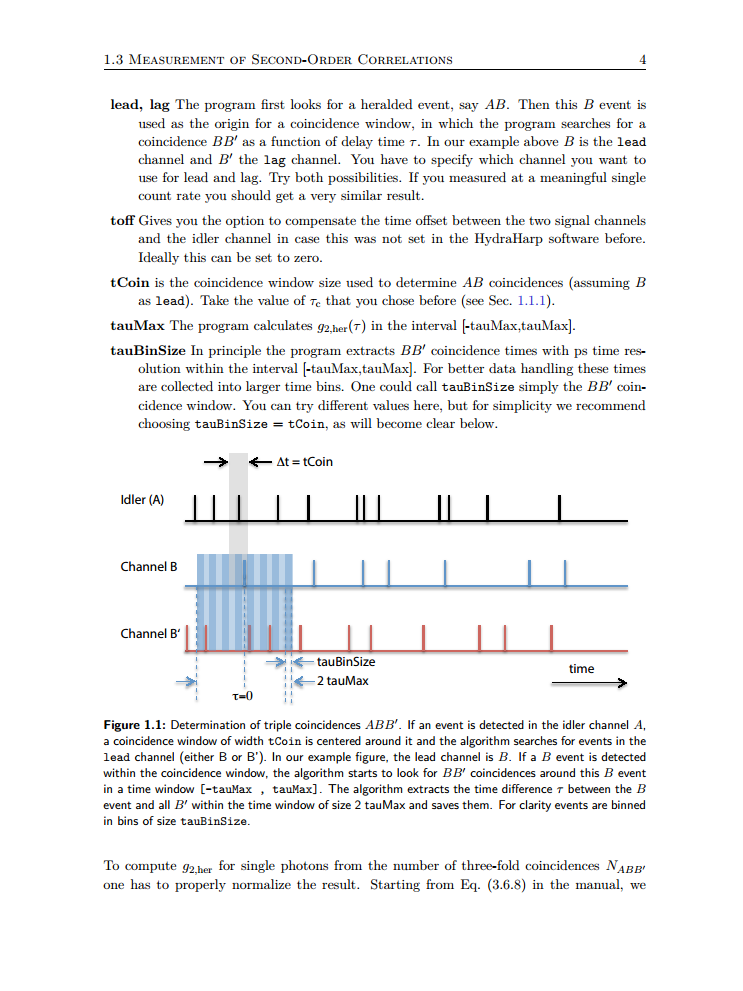 1.3 Measurement of Second-Order Correlations 4
lead, lag The program first looks for a heralded event, say AB. Then this B event is
used as the origin for a coincidence window, in which the program searches for a
coincidence BB′ as a function of delay time τ. In our example above B is the lead
channel and B′ the lag channel. You have to specify which channel you want to
use for lead and lag. Try both possibilities. If you measured at a meaningful single
count rate you should get a very similar result.
toff Gives you the option to compensate the time offset between the two signal channels
and the idler channel in case this was not set in the HydraHarp software before.
Ideally this can be set to zero.
tCoin is the coincidence window size used to determine AB coincidences (assuming B
as lead). Take the value of τc that you chose before (see Sec. 1.1.1).
tauMax The program calculates g2,her(τ) in the interval [-tauMax,tauMax].
tauBinSize In principle the program extracts BB′ coincidence times with ps time res-
olution within the interval [-tauMax,tauMax]. For better data handling these times
are collected into larger time bins. One could call tauBinSize simply the BB′ coin-
cidence window. You can try different values here, but for simplicity we recommend
choosing tauBinSize = tCoin, as will become clear below.
Δt = tCoin
Idler (A)
Channel B
Channel B'
tauBinSize
2 tauMax
time
τ=0
Figure 1.1: Determination of triple coincidences ABB′. If an event is detected in the idler channel A,
a coincidence window of width tCoin is centered around it and the algorithm searches for events in the
lead channel (either B or B'). In our example figure, the lead channel is B. If a B event is detected
within the coincidence window, the algorithm starts to look for BB′ coincidences around this B event
in a time window [-tauMax , tauMax]. The algorithm extracts the time difference τ between the B
event and all B′ within the time window of size 2 tauMax and saves them. For clarity events are binned
in bins of size tauBinSize.
To compute g2,her for single photons from the number of three-fold coincidences NABB′
one has to properly normalize the result. Starting from Eq. (3.6.8) in the manual, we